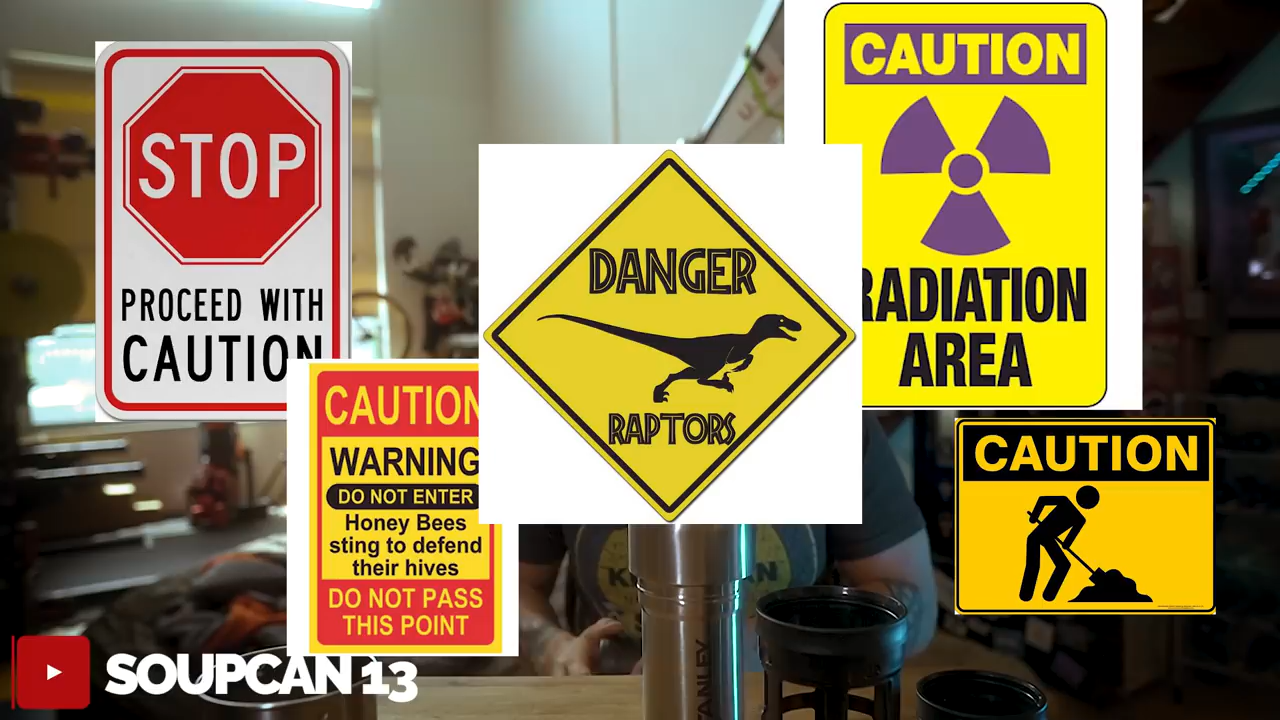 STOP
PROCEED WITH
CAUTION
CAUTION
WARNING
DO NOT ENTER
Honey Bees
sting to defend
their hives
DO NOT PASS
THIS POINT
DANGER
RAPTORS
CAUTION
RADIATION
AREA
CAUTION
STANLEY
SOUPCAN 13